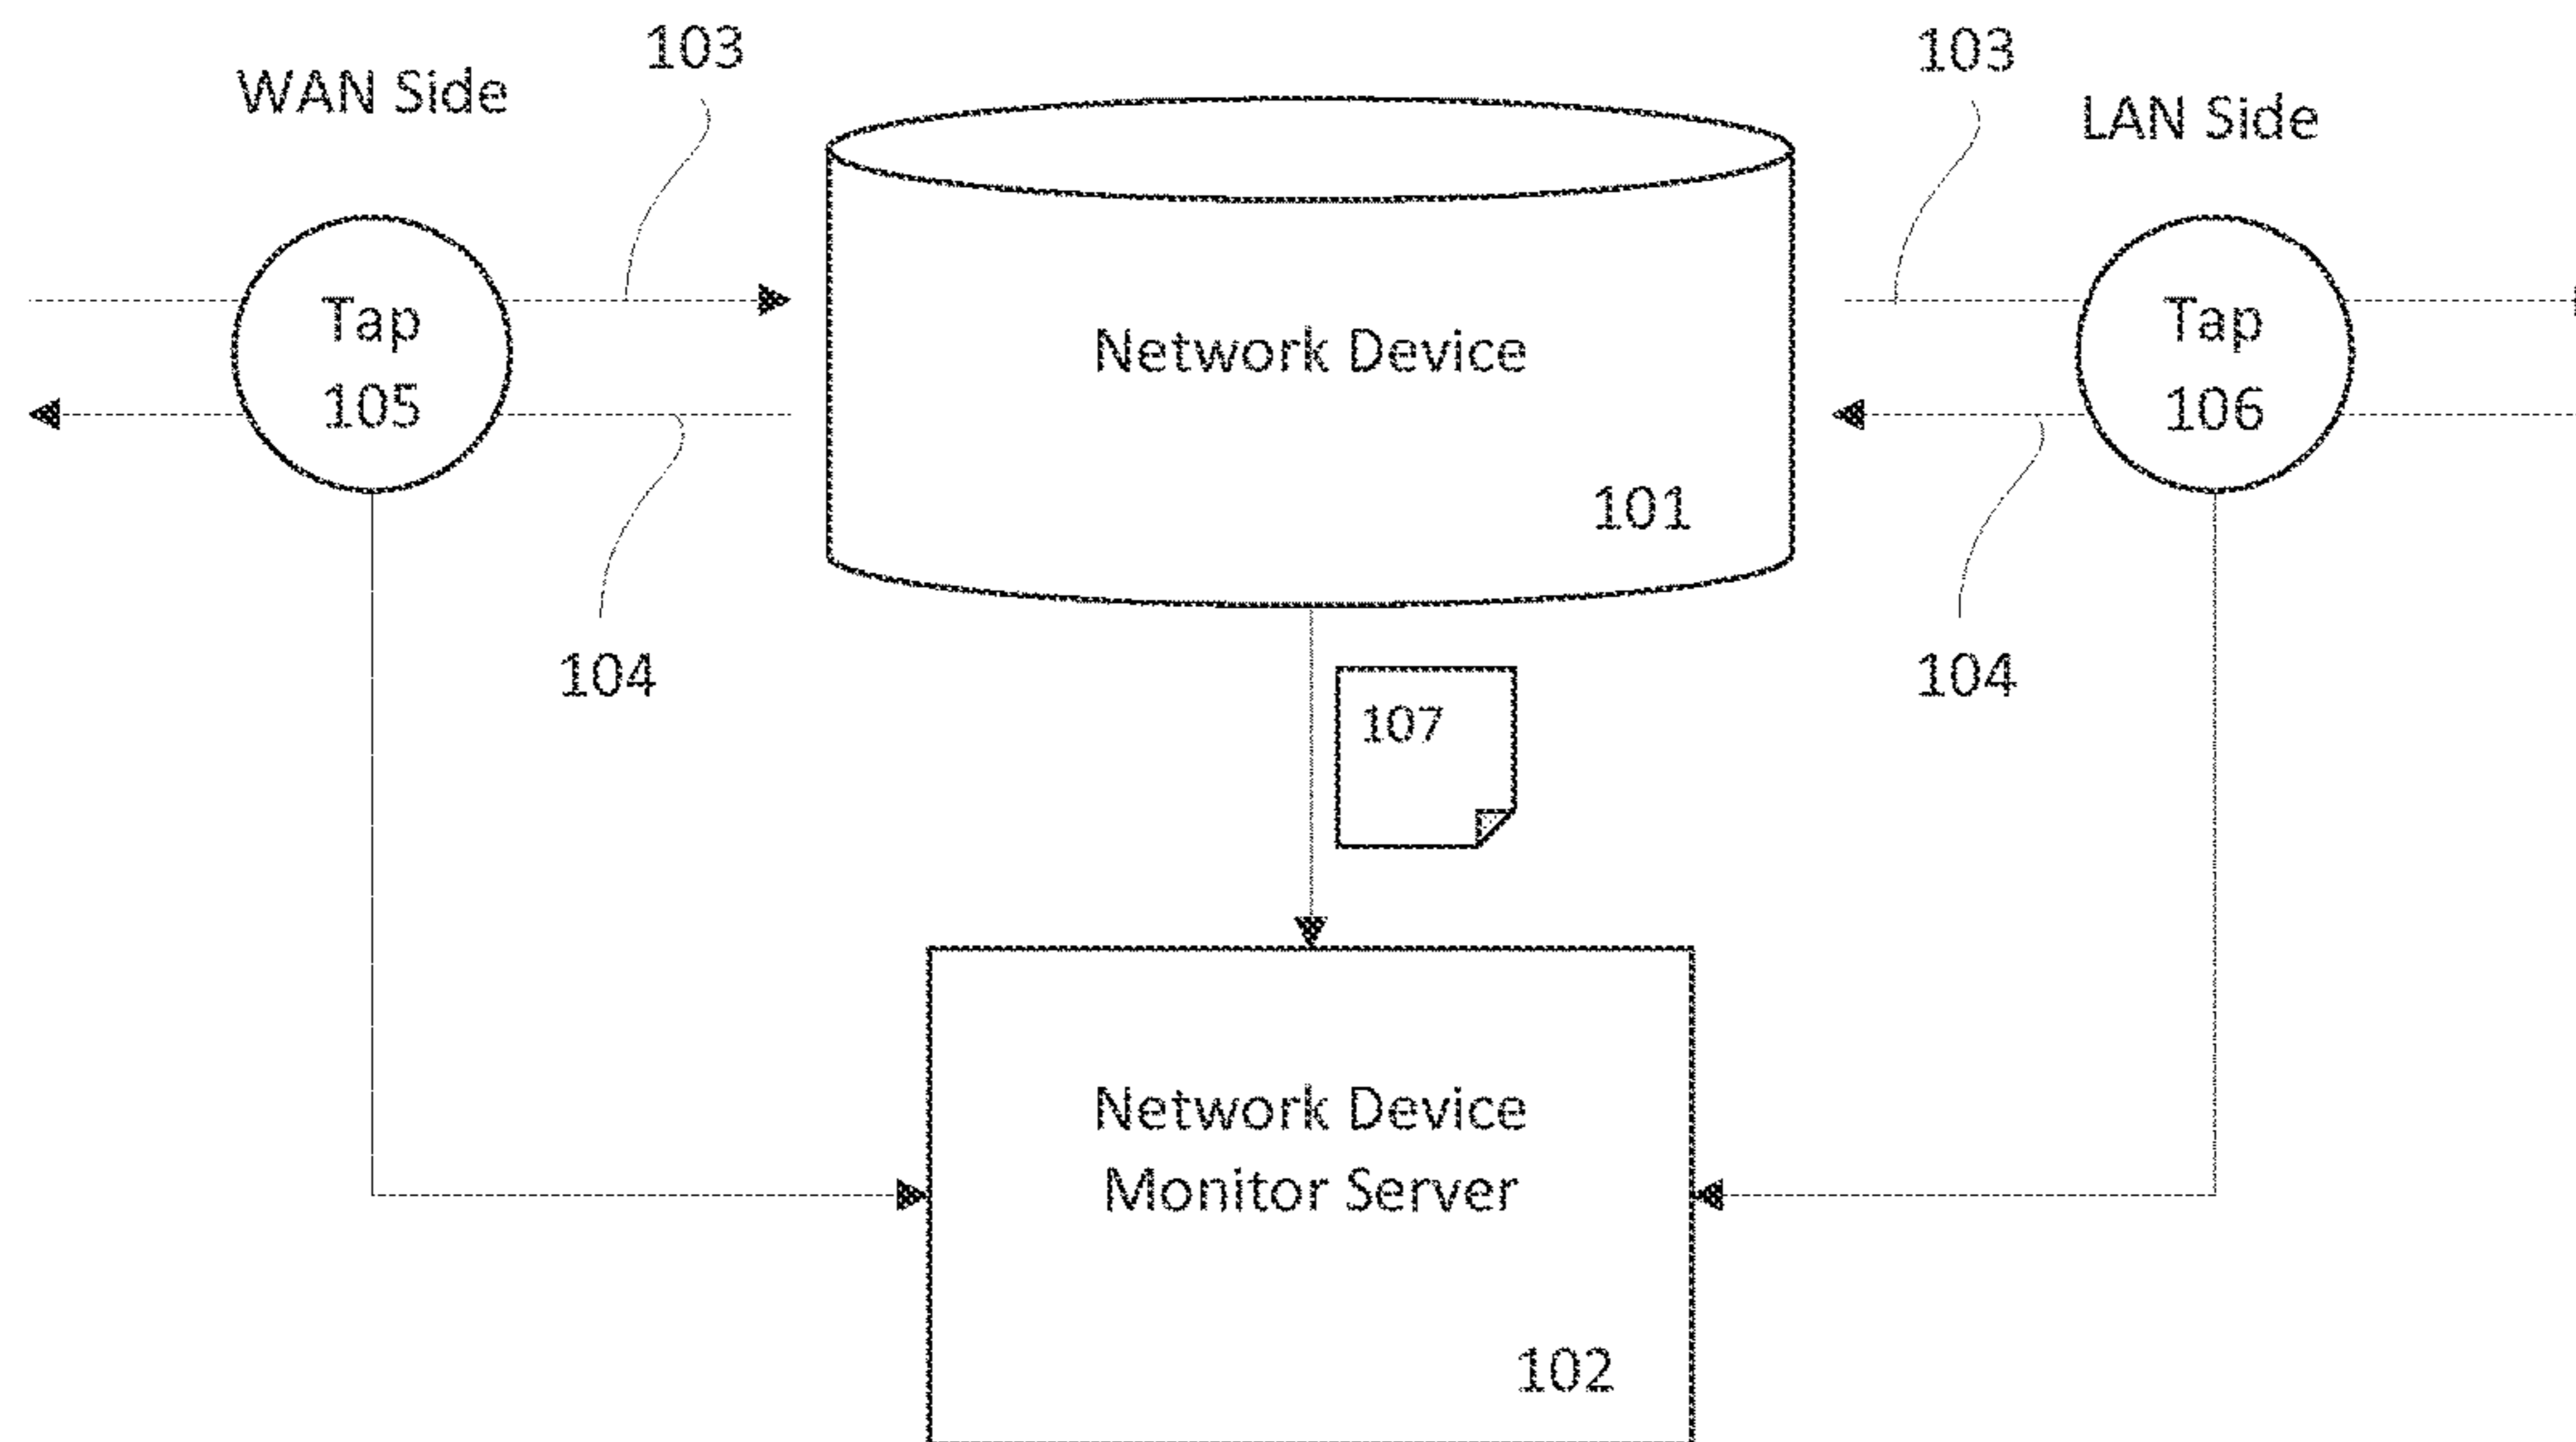 103
103
WAN Side
LAN Side
Tap
105
Network Device
101
Tap
106
104
104
107
Network Device
Monitor Server
102